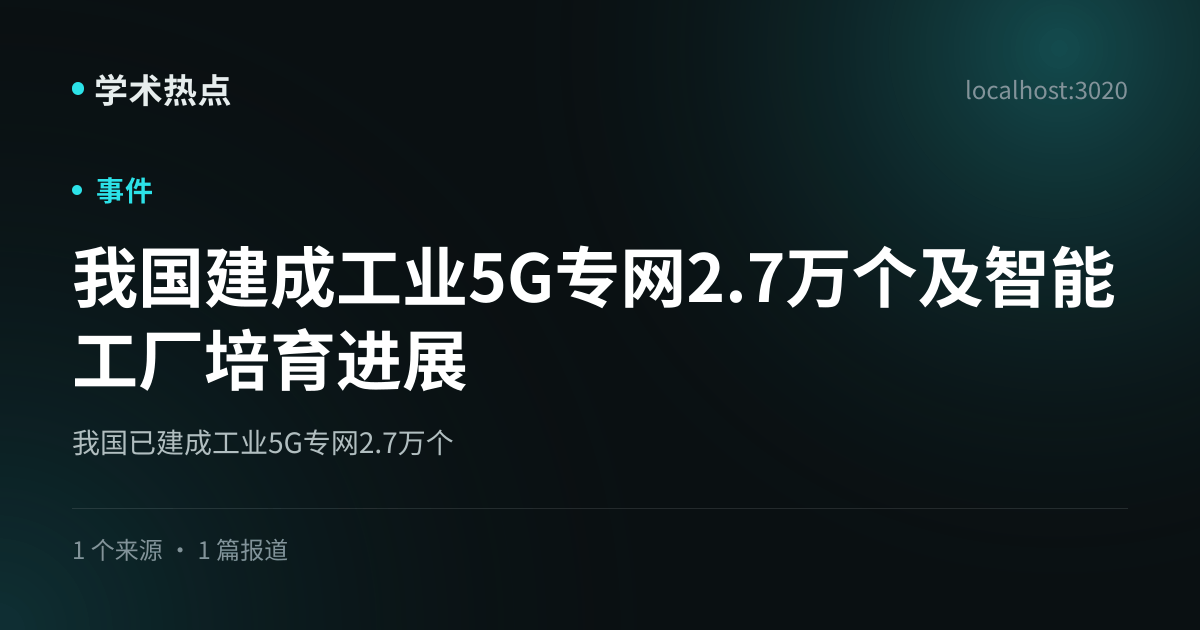 学术热点
localhost:3020
事件
我国建成工业5G专网2.7万个及智能
工厂培育进展
我国已建成工业5G专网2.7万个
1 个来源 · 1 篇报道